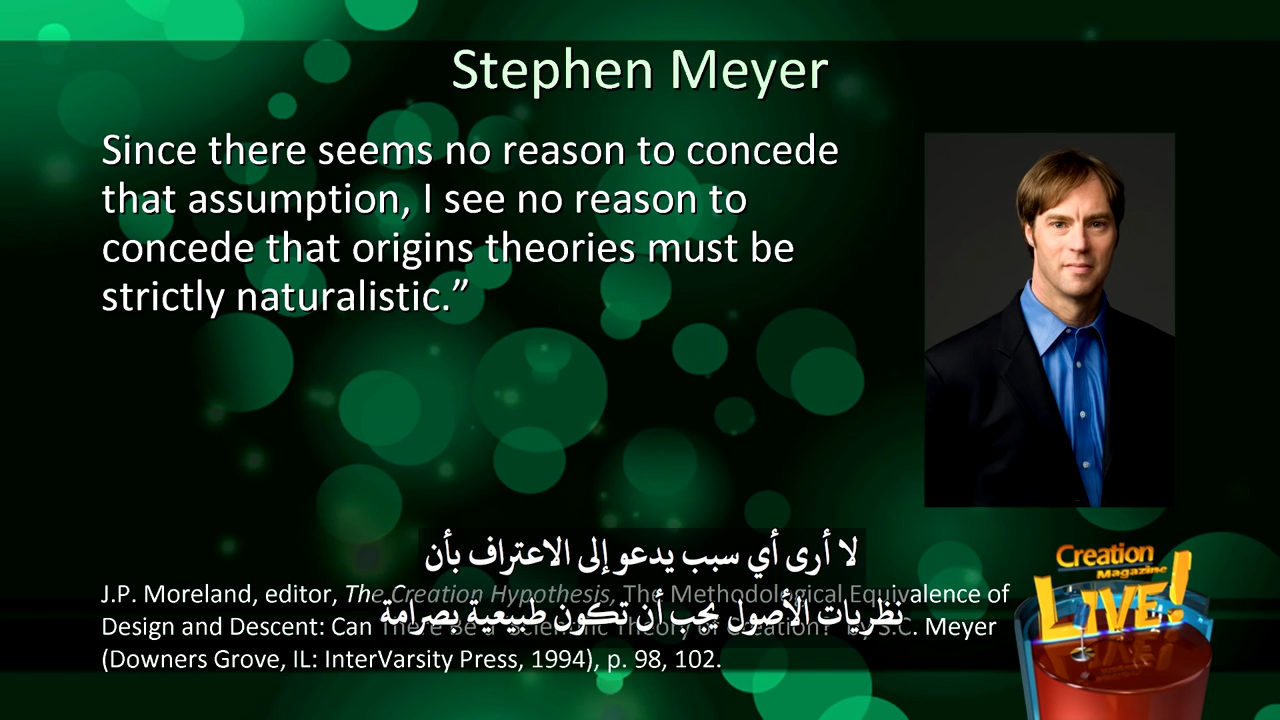 Stephen Meyer
Since there seems no reason to concede
that assumption, I see no reason to
concede that origins theories must be
strictly naturalistic.”
لا أرى أي سبب يدعو إلى الاعتراف بأن
نظريات الأصول يجب أن تكون طبيعية بصرامة
J.P. Moreland, editor, The Creation Hypothesis, The Methodological Equivalence of
Design and Descent: Can There Be a Scientific Theory of Creation? by S.C. Meyer
(Downers Grove, IL: InterVarsity Press, 1994), p. 98, 102.
Creation
Magazine
LIVE!